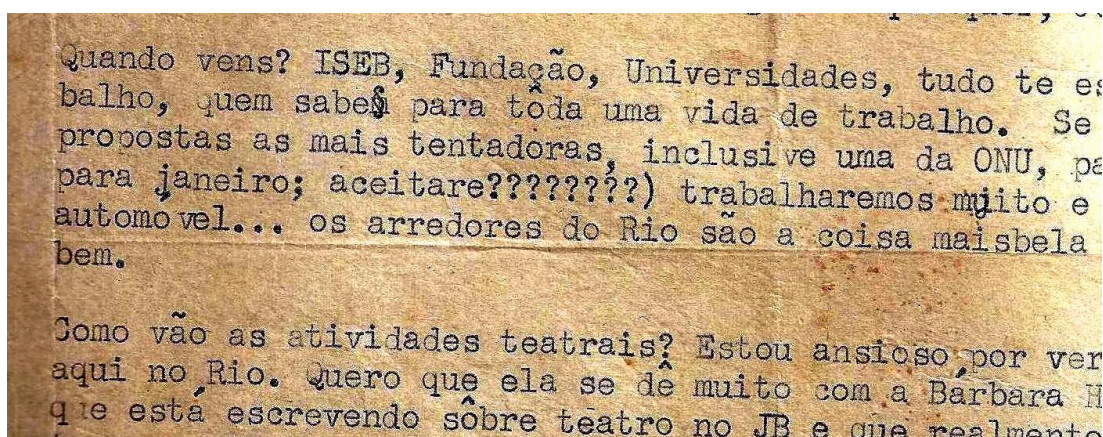 Quando vens? ISEB, Fundação, Universidades, tudo te es
balho, quem sabe para tôda uma vida de trabalho. Se
propostas as mais tentadoras, inclusive uma da ONU, pa
para janeiro; aceitare????????) trabalharemos muito e
automovel... os arredores do Rio são a coisa maisbela
bem.
Como vão as atividades teatrais? Estou ansioso por ver
aqui no Rio. Quero que ela se dê muito com a Bárbara H
que está escrevendo sôbre teatro no JB e que realmente